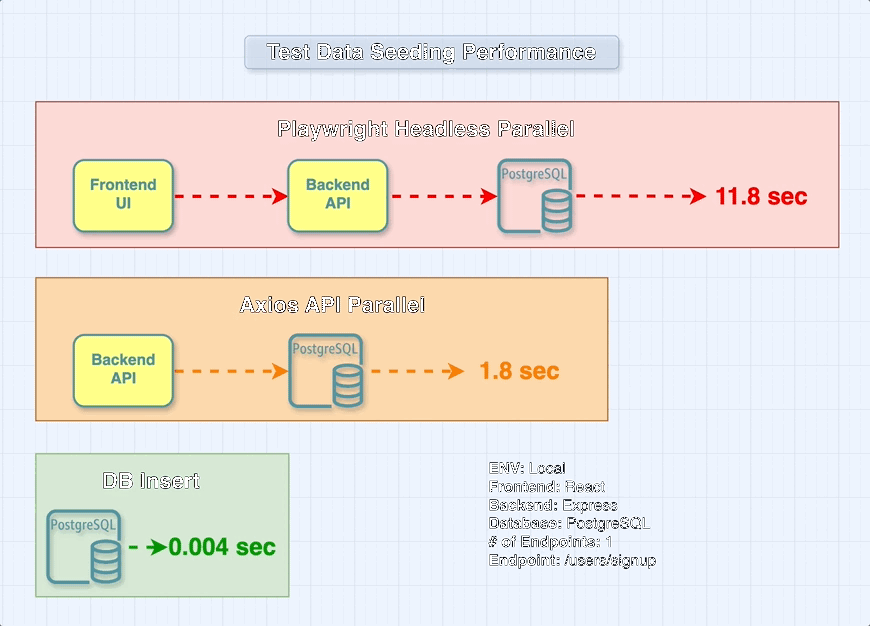 Test Data Seeding Performance
Playwright Headless Parallel
Frontend
UI
Backend
API
PostgreSQL
11.8 sec
Axios API Parallel
Backend
API
PostgreSQL
1.8 sec
DB Insert
PostgreSQL
0.004 sec
ENV: Local
Frontend: React
Backend: Express
Database: PostgreSQL
# of Endpoints: 1
Endpoint: /users/signup